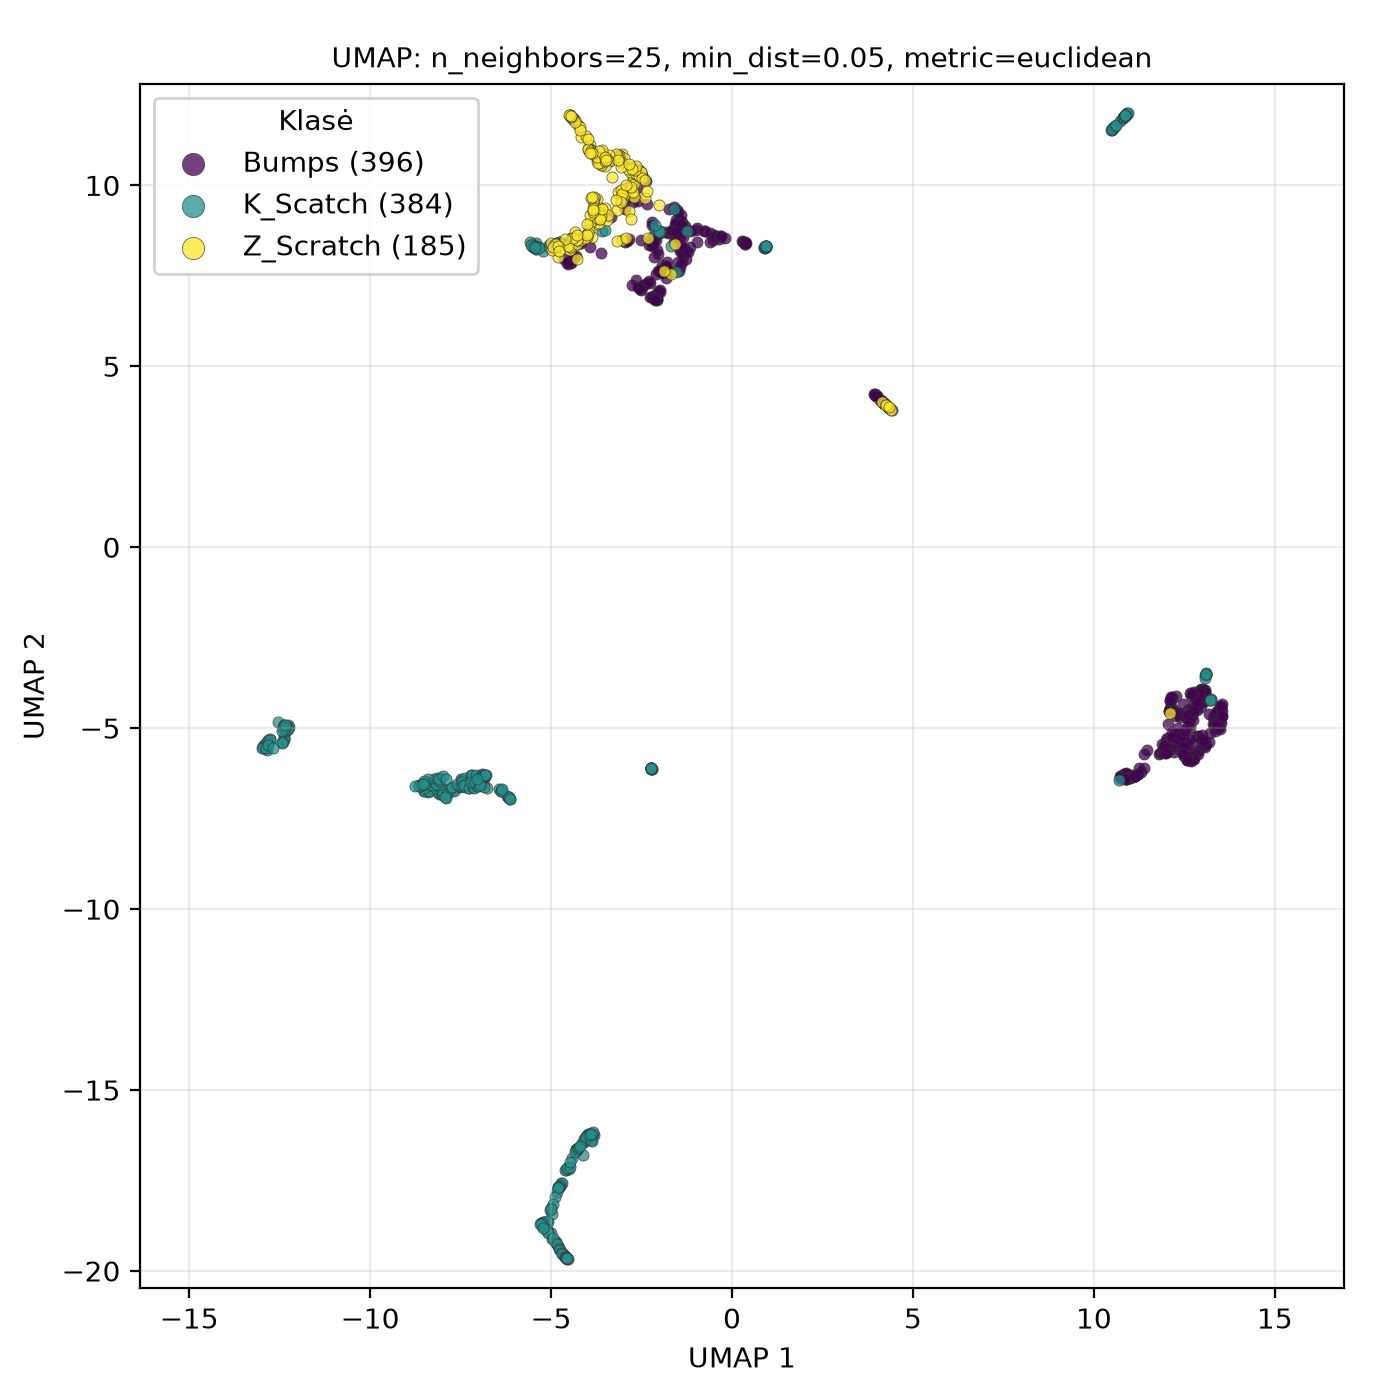 UMAP: n_neighbors=25, min_dist=0.05, metric=euclidean
Klasė
Bumps (396)
K_Scatch (384)
Z_Scratch (185)
10
5
0
−5
−10
−15
−20
UMAP 2
−15
−10
−5
0
5
10
15
UMAP 1